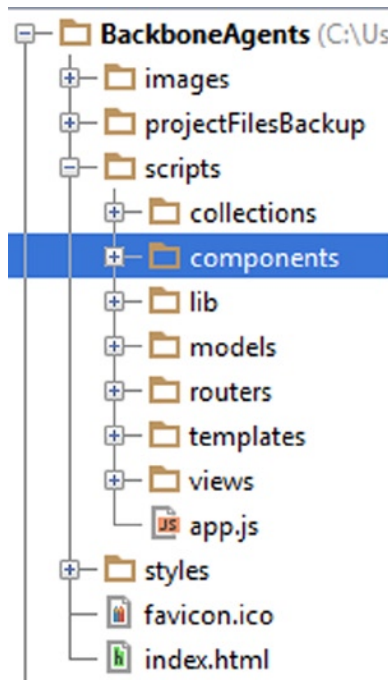 BackboneAgents (C:\Us
images
projectFilesBackup
scripts
collections
components
lib
models
routers
templates
views
JS app.js
styles
favicon.ico
h index.html